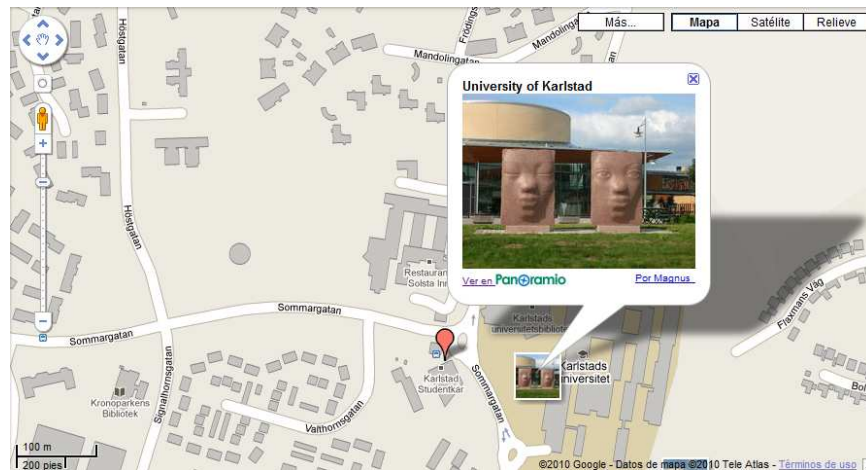 Más...
Mapa
Satélite
Relieve
Höstgatan
Mandolingatan
Mandolingatan
University of Karlstad
Ver en Panoramio
Por Magnus
Höstgatan
Restaurang
Solsta Inn
Sommargatan
Sommargatan
Karlstads
universitetsbibliotek
Flaxmans Väg
Karlstad
Studentkår
Karlstads
universitet
Sommargatan
Kronoparkens
Bibliotek
Signalhornsgatan
Valthornsgatan
100 m
200 pies
©2010 Google - Datos de mapa ©2010 Tele Atlas - Términos de uso